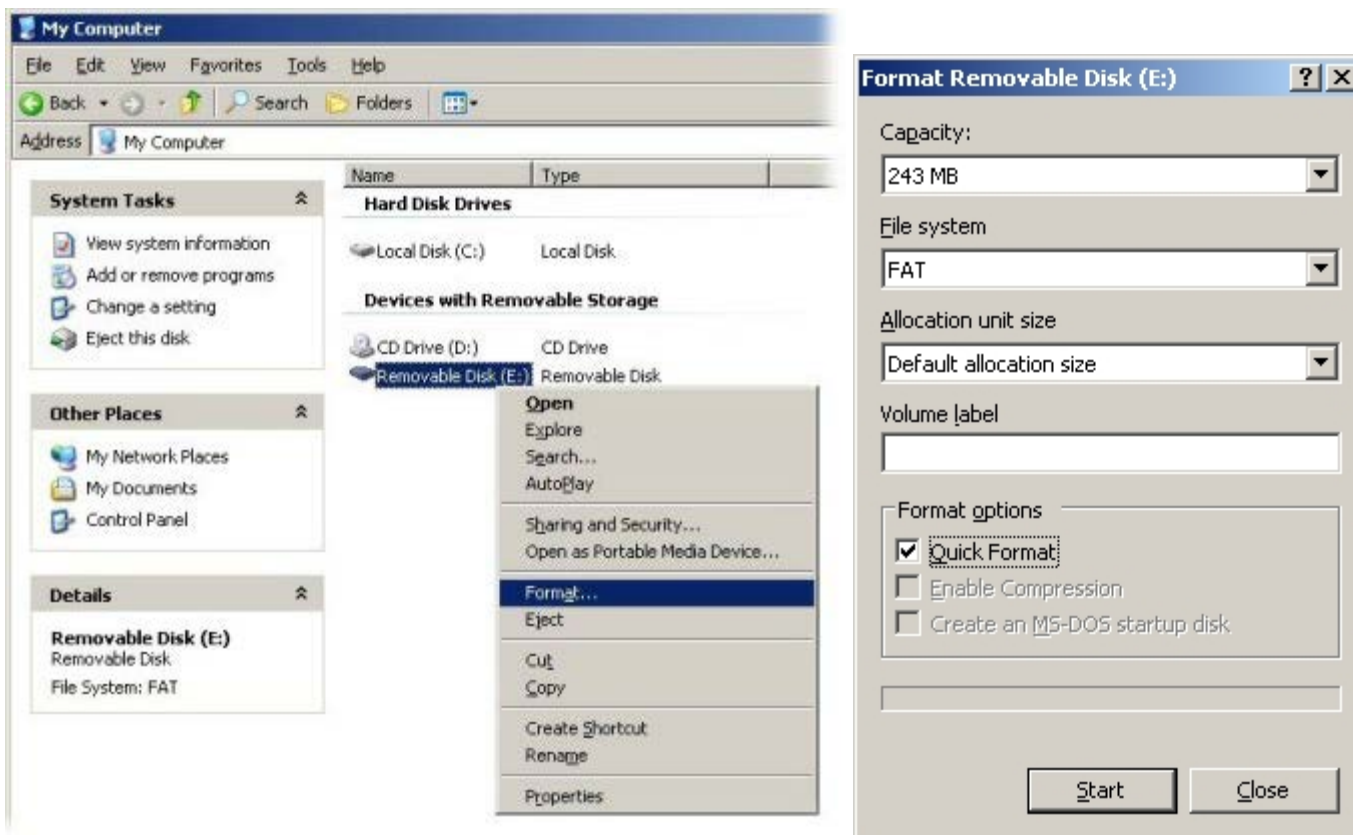 My Computer
File Edit View Favorites Tools Help
Back Search Folders
Address My Computer
Name Type
System Tasks
View system information
Add or remove programs
Change a setting
Eject this disk
Other Places
My Network Places
My Documents
Control Panel
Details
Removable Disk (E:)
Removable Disk
File System: FAT
Hard Disk Drives
Local Disk (C:) Local Disk
Devices with Removable Storage
CD Drive (D:) CD Drive
Removable Disk (E:) Removable Disk
Open
Explore
Search...
AutoPlay
Sharing and Security...
Open as Portable Media Device...
Format...
Eject
Cut
Copy
Create Shortcut
Rename
Properties
Format Removable Disk (E:) ? X
Capacity:
243 MB
File system
FAT
Allocation unit size
Default allocation size
Volume label
Format options
Quick Format
Enable Compression
Create an MS-DOS startup disk
Start Close